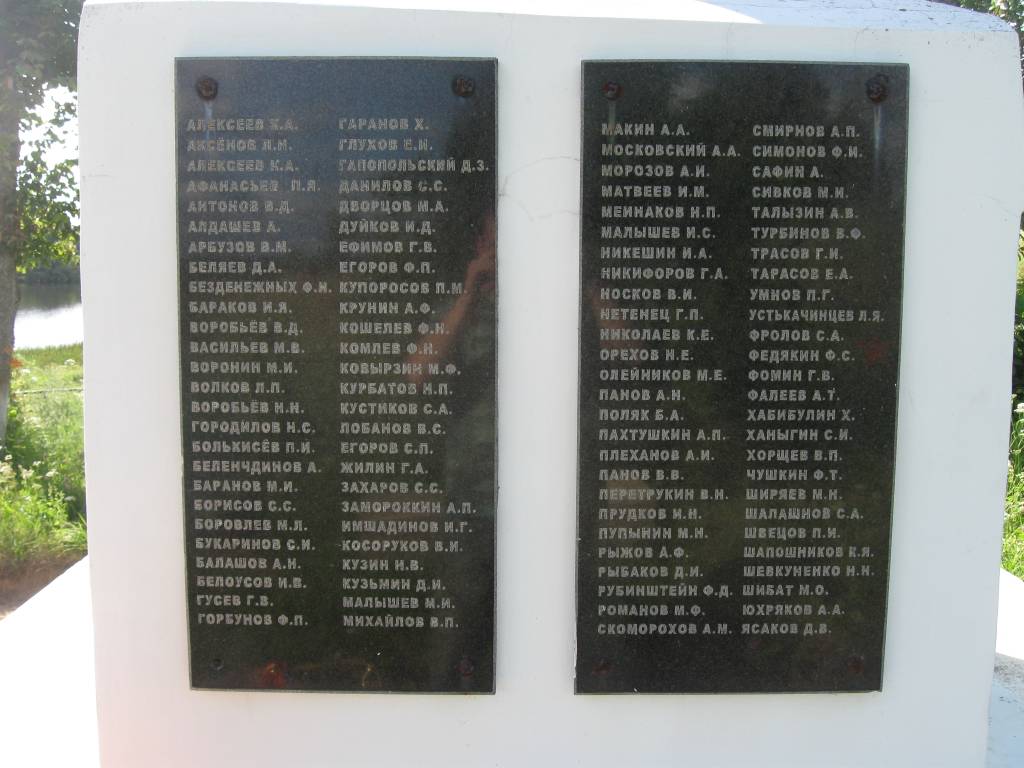 АЛЕКСЕЕВ Х.А.
АКСЁНОВ Л.Н.
АЛЕКСЕЕВ К.А.
АФАНАСЬЕВ П.Я.
АНТОНОВ В.Д.
АЛДАШЕВ А.
АРБУЗОВ В.М.
БЕЛЯЕВ Д.А.
БЕЗДЕНЕЖНЫХ Ф.И.
БАРАКОВ И.Я.
ВОРОБЬЁВ В.Д.
ВАСИЛЬЕВ М.В.
ВОРОНИН М.И.
ВОЛКОВ Л.П.
ВОРОБЬЁВ Н.Н.
ГОРОДИЛОВ Н.С.
БОЛЬКИСЁВ П.И.
БЕЛЕНЧДИНОВ А.
БАРАНОВ М.И.
БОРИСОВ С.С.
БОРОВЛЕВ М.Л.
БУКАРИНОВ С.И.
БАЛАШОВ А.Н.
БЕЛОУСОВ И.В.
ГУСЕВ Г.В.
ГОРБУНОВ Ф.П.
ГАРАНОВ Х.
ГЛУХОВ Е.И.
ГАПОПОЛЬСКИЙ Д.З.
ДАНИЛОВ С.С.
ДВОРЦОВ М.А.
ДУЙКОВ И.Д.
ЕФИМОВ Г.В.
ЕГОРОВ Ф.П.
КУПОРОСОВ П.М.
КРУНИН А.Ф.
КОШЕЛЕВ Ф.Н.
КОМЛЕВ Ф.Н.
КОВЫРЗИН М.Ф.
КУРБАТОВ Н.П.
КУСТИКОВ С.А.
ЛОБАНОВ В.С.
ЕГОРОВ С.П.
ЖИЛИН Г.А.
ЗАХАРОВ С.С.
ЗАМОРОККИН А.П.
ИМШАДИНОВ И.Г.
КОСОРУКОВ В.И.
КУЗИН И.В.
КУЗЬМИН Д.И.
МАЛЫШЕВ М.И.
МИХАЙЛОВ В.П.
МАКИН А.А.
МОСКОВСКИЙ А.А.
МОРОЗОВ А.И.
МАТВЕЕВ И.М.
МЕИНАКОВ Н.П.
МАЛЫШЕВ И.С.
НИКЕШИН И.А.
НИКИФОРОВ Г.А.
НОСКОВ В.И.
НЕТЕНЕЦ Г.П.
НИКОЛАЕВ К.Е.
ОРЕХОВ Н.Е.
ОЛЕЙНИКОВ М.Е.
ПАНОВ А.Н.
ПОЛЯК Б.А.
ПАХТУШКИН А.П.
ПЛЕХАНОВ А.И.
ПАНОВ В.В.
ПЕРЕТРУКИН В.Н.
ПРУДКОВ И.Н.
ПУПЫНИН М.Н.
РЫЖОВ А.Ф.
РЫБАКОВ Д.И.
РУБИНШТЕЙН Ф.Д.
РОМАНОВ М.Ф.
СКОМОРОХОВ А.М.
СМИРНОВ А.П.
СИМОНОВ Ф.И.
САФИН А.
СИВКОВ М.И.
ТАЛЫЗИН А.В.
ТУРБИНОВ В.Ф.
ТРАСОВ Г.И.
ТАРАСОВ Е.А.
УМНОВ П.Г.
УСТЬКАЧИНЦЕВ Л.Я.
ФРОЛОВ С.А.
ФЕДЯКИН Ф.С.
ФОМИН Г.В.
ФАЛЕЕВ А.Т.
ХАБИБУЛИН Х.
ХАНЫГИН С.И.
ХОРЩЕВ В.П.
ЧУШКИН Ф.Т.
ШИРЯЕВ М.Н.
ШАЛАШНОВ С.А.
ШВЕЦОВ П.И.
ШАПОШНИКОВ К.Я.
ШЕВКУНЕНКО Н.Н.
ШИБАТ М.О.
ЮХРЯКОВ А.А.
ЯСАКОВ Д.В.